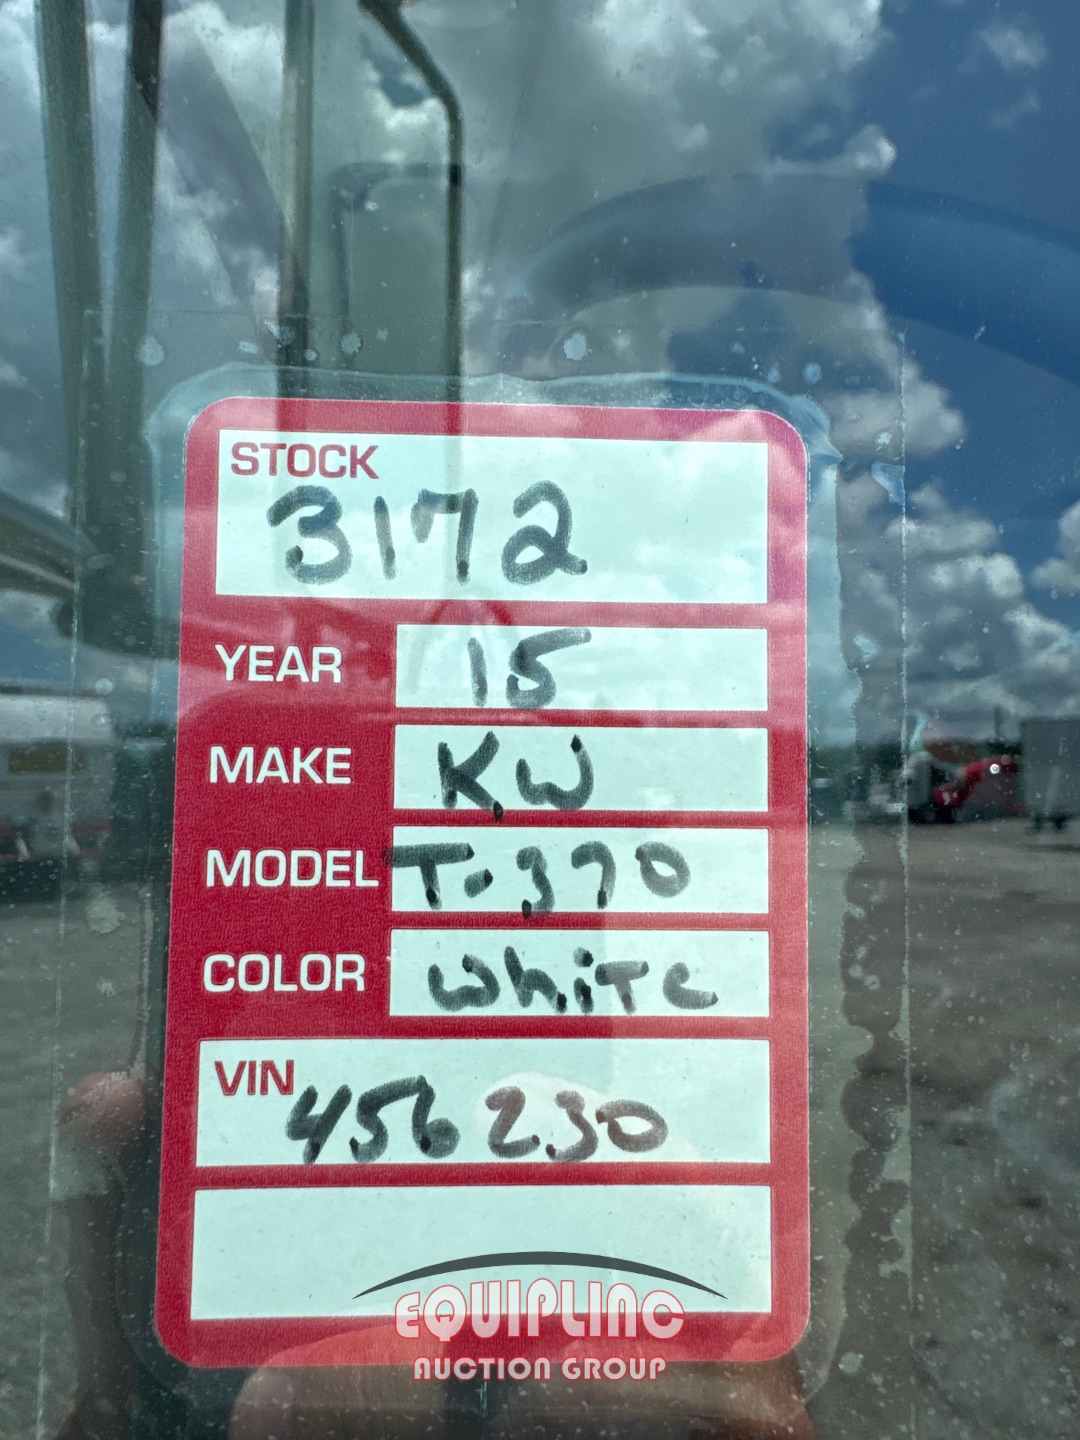 STOCK
3172
YEAR 15
MAKE KW
MODEL T-370
COLOR white
VIN 456230
EQUIPLINC
AUCTION GROUP